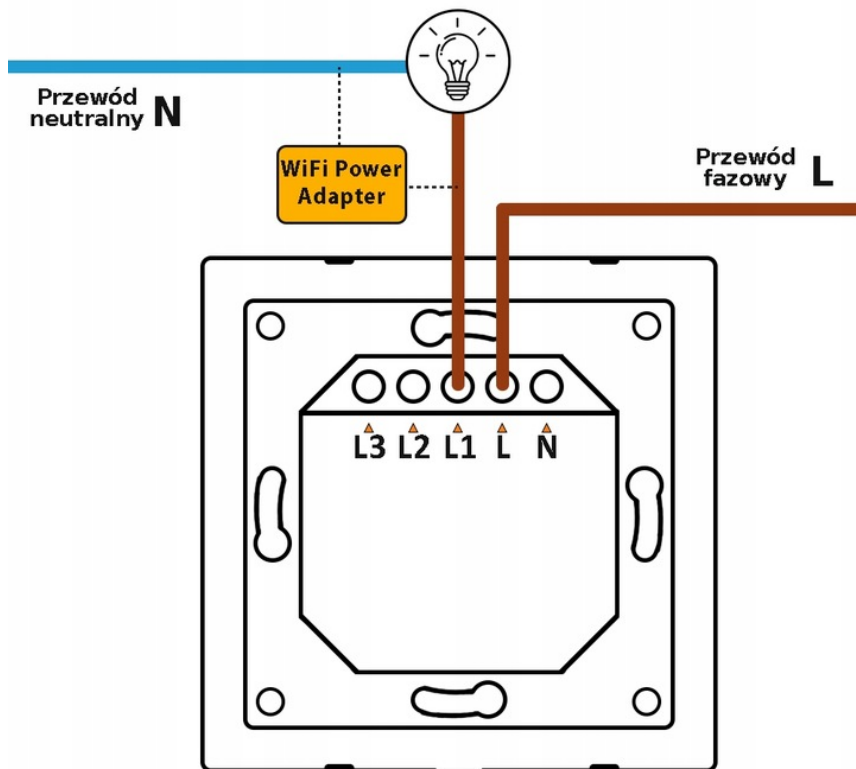 Przewód
neutralny N
WiFi Power
Adapter
Przewód
fazowy L
L3 L2 L1 L N